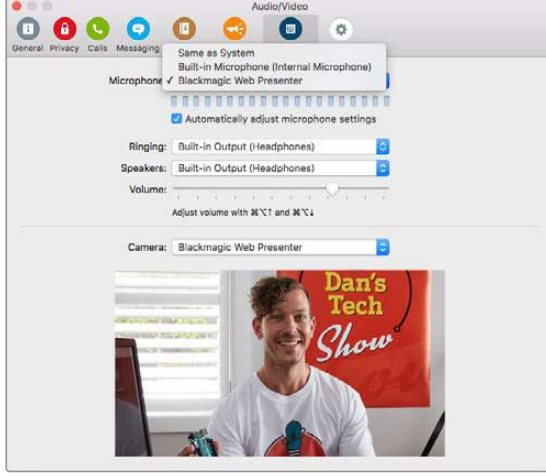 Audio/Video
General Privacy Calls Messaging
Same as System
Built-in Microphone (Internal Microphone)
Microphone ✓ Blackmagic Web Presenter
Automatically adjust microphone settings
Ringing: Built-in Output (Headphones)
Speakers: Built-in Output (Headphones)
Volume:
Adjust volume with ⌘⌥↑ and ⌘⌥↓
Camera: Blackmagic Web Presenter
Dan's
Tech
Show